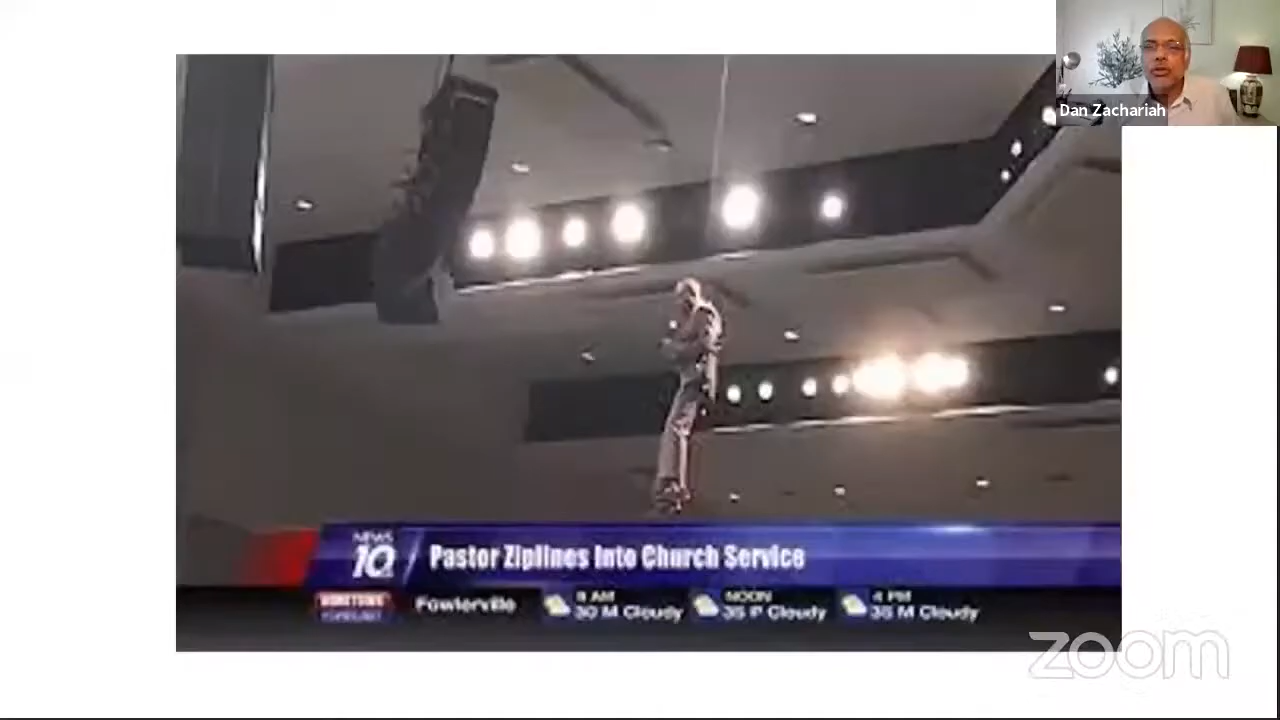 Dan Zachariah
NEWS
10
Pastor Ziplines Into Church Service
Fowlerville
8 AM
30 M Cloudy
NOON
35 P Cloudy
4 PM
35 M Cloudy
zoom